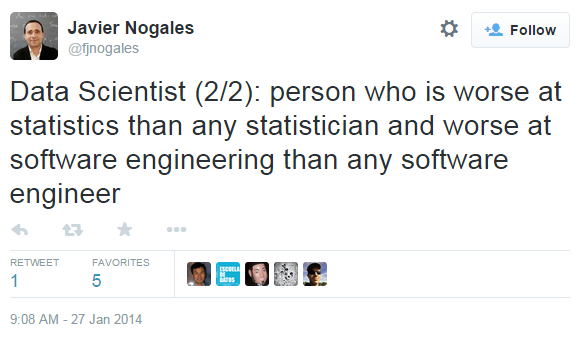 Javier Nogales
@fjnogales
Follow
Data Scientist (2/2): person who is worse at
statistics than any statistician and worse at
software engineering than any software
engineer
RETWEET FAVORITES
1 5
ESCUELA
DE
DATOS
9:08 AM - 27 Jan 2014